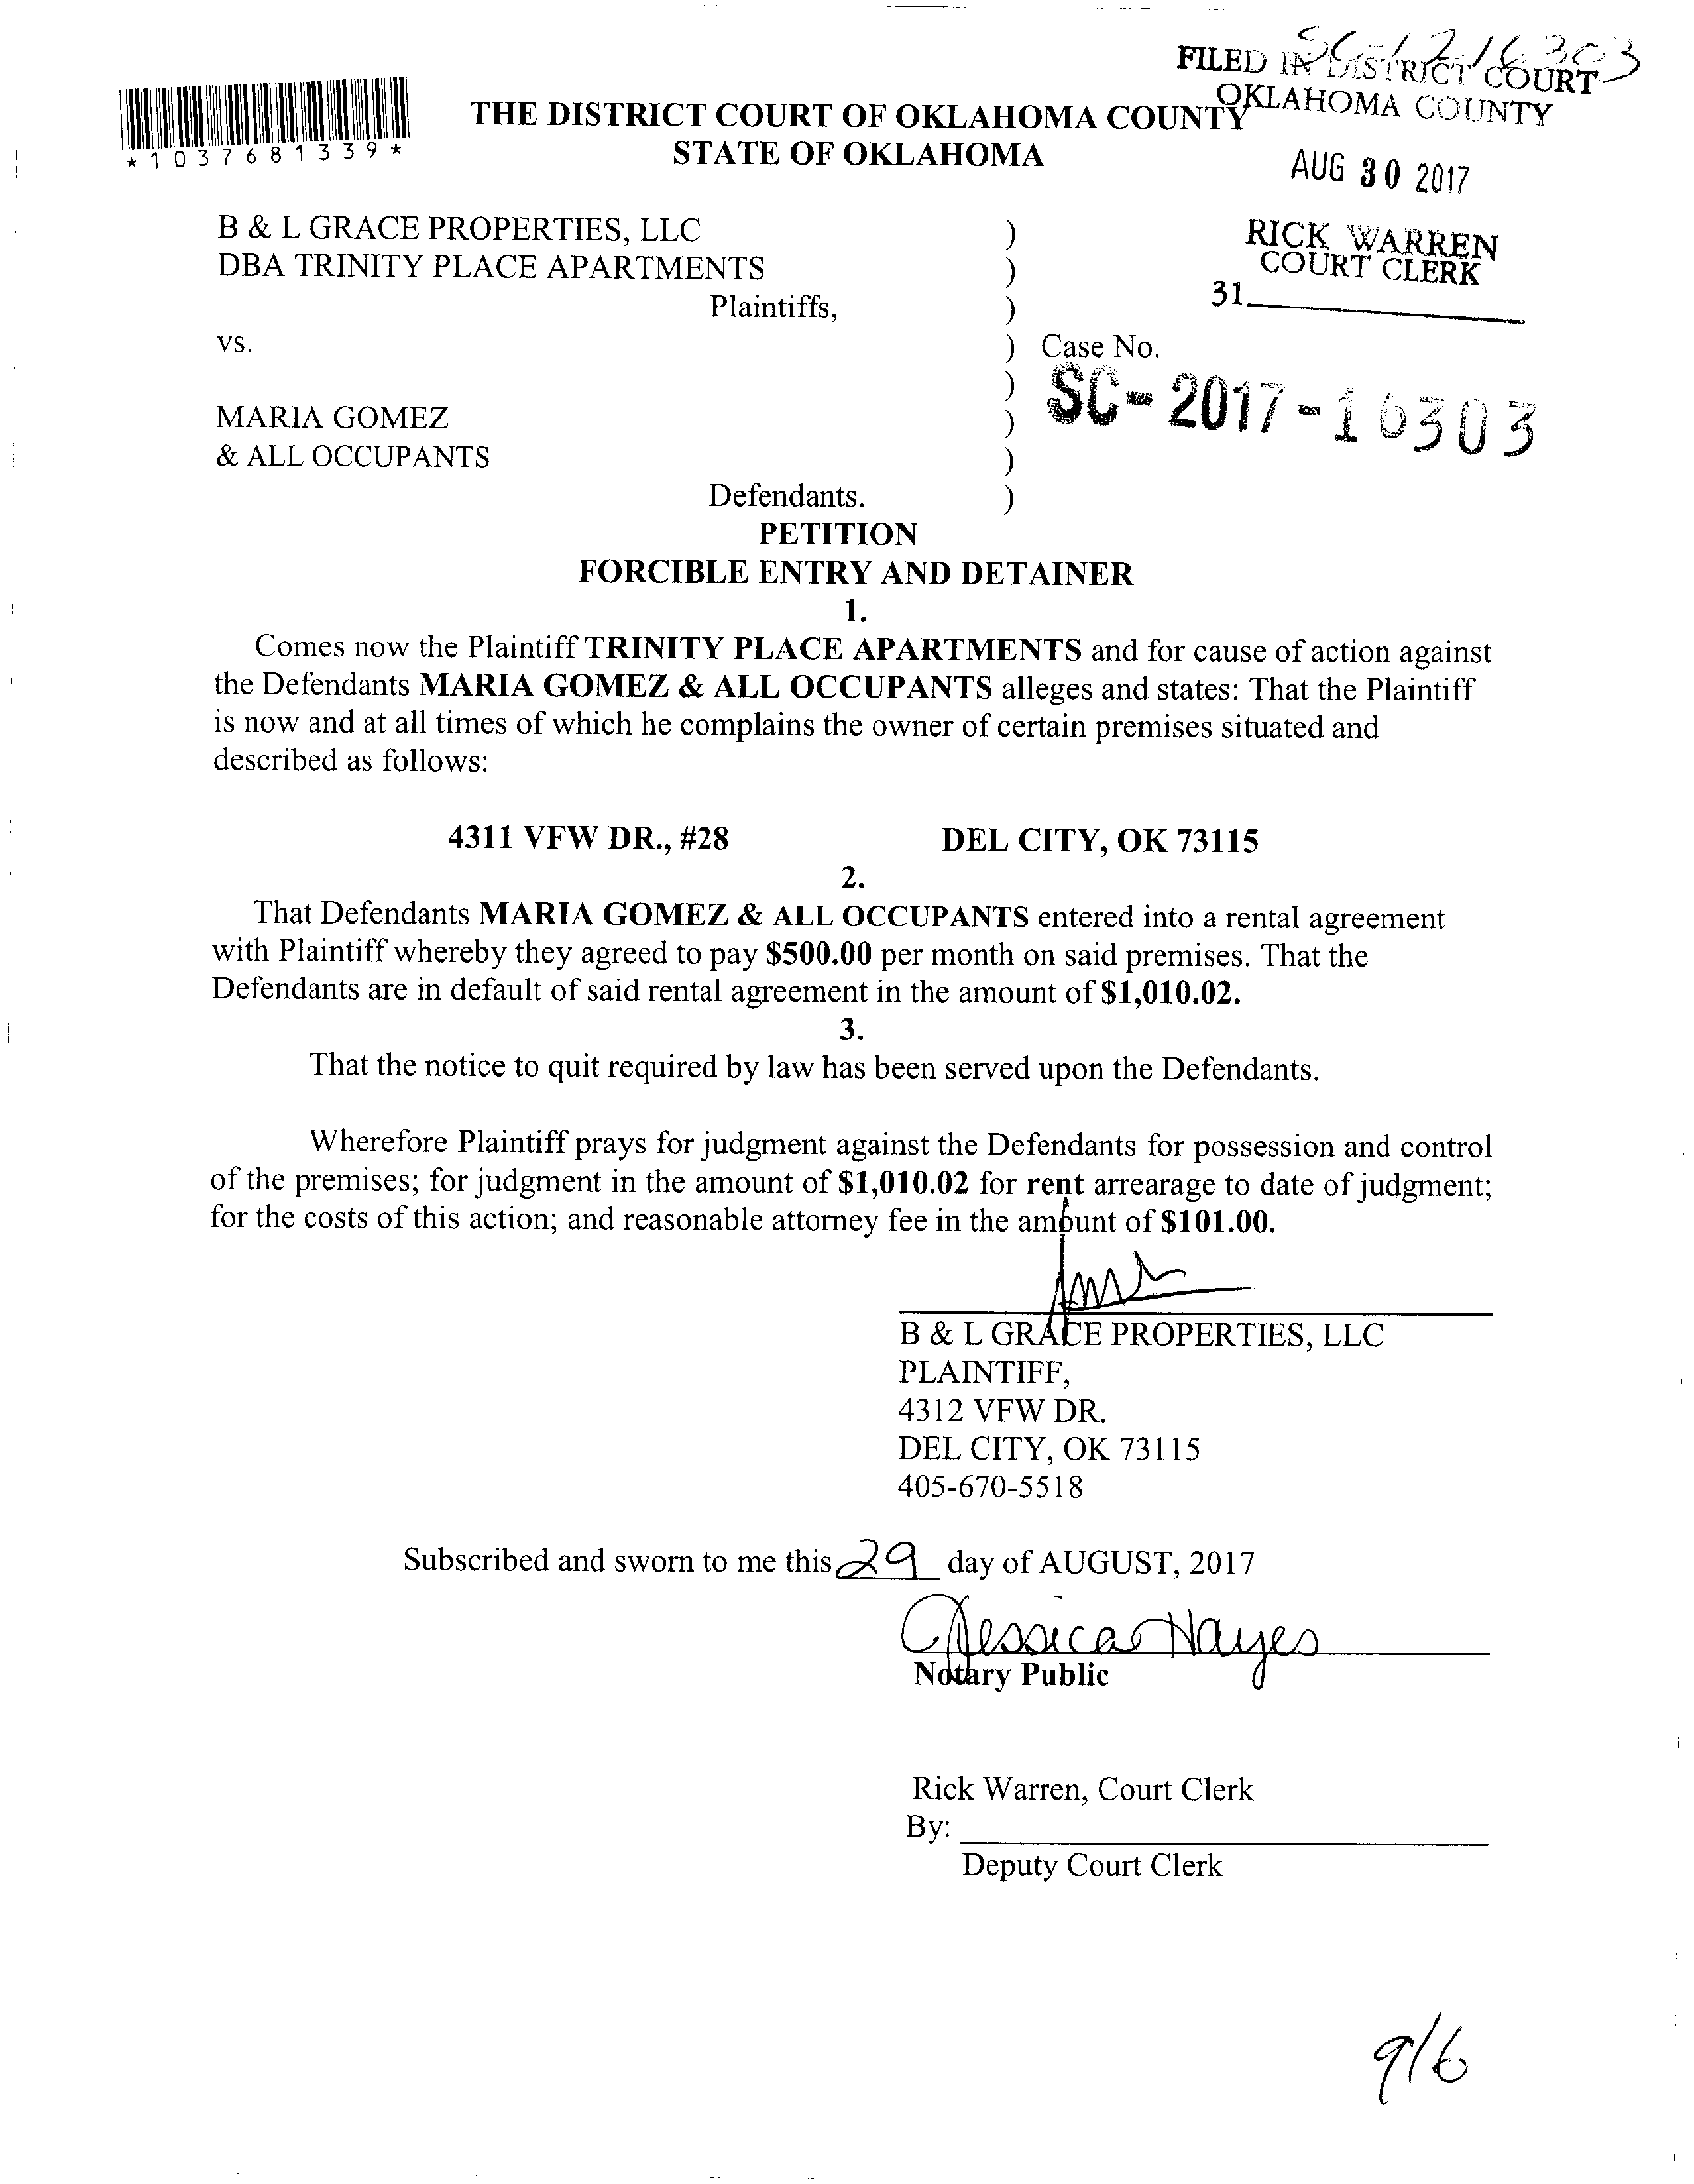 SC-1216303
FILED IN DISTRICT COURT
OKLAHOMA COUNTY
*1037681339*
THE DISTRICT COURT OF OKLAHOMA COUNTY
STATE OF OKLAHOMA
AUG 30 2017
B & L GRACE PROPERTIES, LLC )
DBA TRINITY PLACE APARTMENTS )
Plaintiffs, )
RICK WARREN
COURT CLERK
31
vs. ) Case No.
) SC-2017-16303
MARIA GOMEZ )
& ALL OCCUPANTS )
Defendants. )
PETITION
FORCIBLE ENTRY AND DETAINER
1.
Comes now the Plaintiff TRINITY PLACE APARTMENTS and for cause of action against
the Defendants MARIA GOMEZ & ALL OCCUPANTS alleges and states: That the Plaintiff
is now and at all times of which he complains the owner of certain premises situated and
described as follows:
4311 VFW DR., #28 DEL CITY, OK 73115
2.
That Defendants MARIA GOMEZ & ALL OCCUPANTS entered into a rental agreement
with Plaintiff whereby they agreed to pay $500.00 per month on said premises. That the
Defendants are in default of said rental agreement in the amount of $1,010.02.
3.
That the notice to quit required by law has been served upon the Defendants.
Wherefore Plaintiff prays for judgment against the Defendants for possession and control
of the premises; for judgment in the amount of $1,010.02 for rent arrearage to date of judgment;
for the costs of this action; and reasonable attorney fee in the amount of $101.00.
B & L GRACE PROPERTIES, LLC
PLAINTIFF,
4312 VFW DR.
DEL CITY, OK 73115
405-670-5518
Subscribed and sworn to me this 29 day of AUGUST, 2017
Jessica Hayes
Notary Public
Rick Warren, Court Clerk
By:
Deputy Court Clerk
9/6